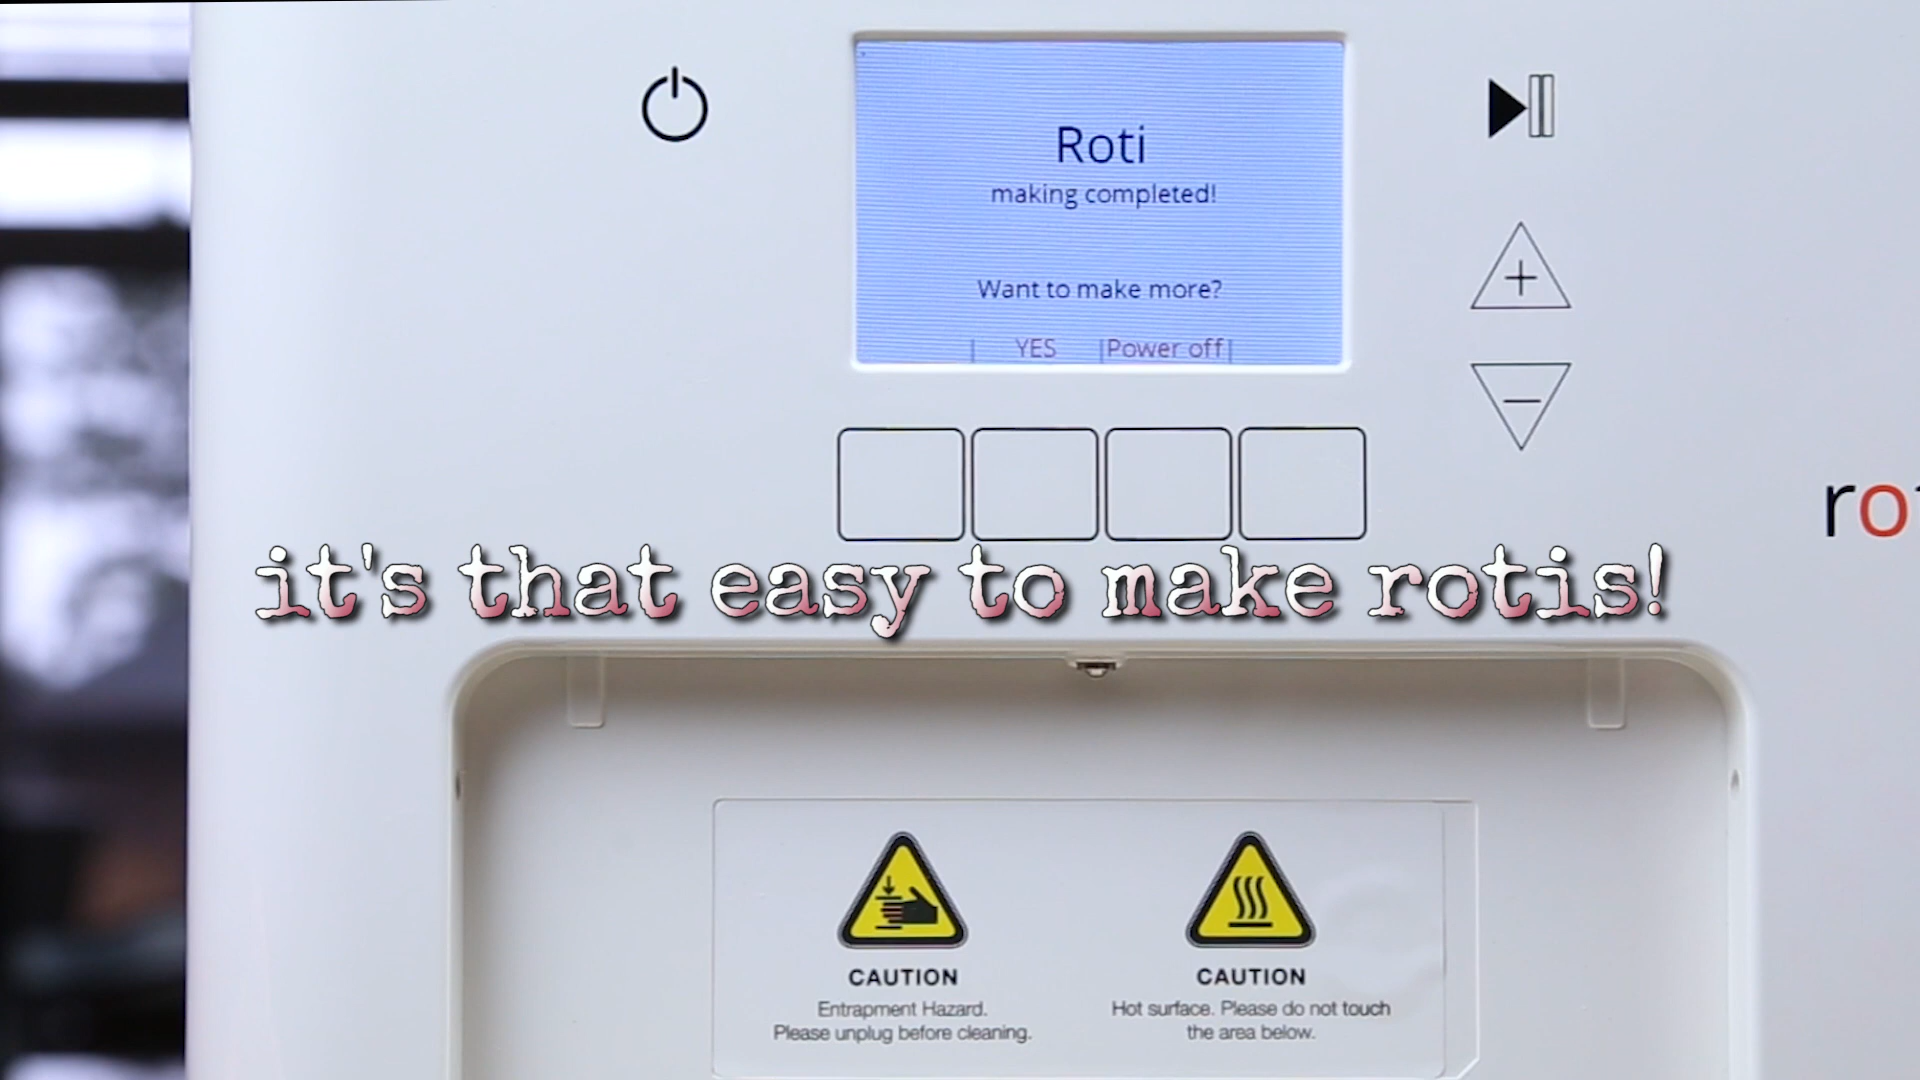 Roti
making completed!
Want to make more?
| YES |Power off|
it's that easy to make rotis!
CAUTION
Entrapment Hazard.
Please unplug before cleaning.
CAUTION
Hot surface. Please do not touch
the area below.